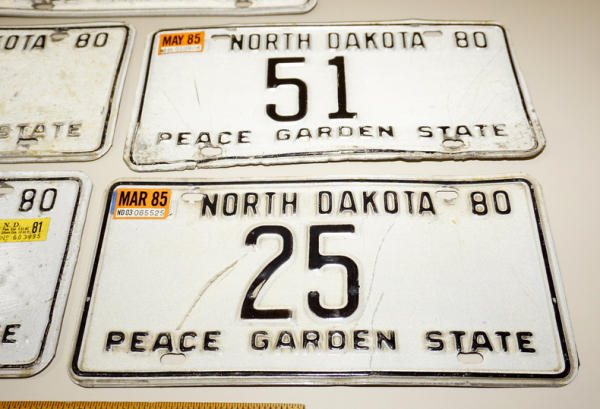 OTA 80
STATE
MAY 85
NORTH DAKOTA 80
51
PEACE GARDEN STATE
80
N.D. 81
603995
E
MAR 85
ND03 065525
NORTH DAKOTA 80
25
PEACE GARDEN STATE